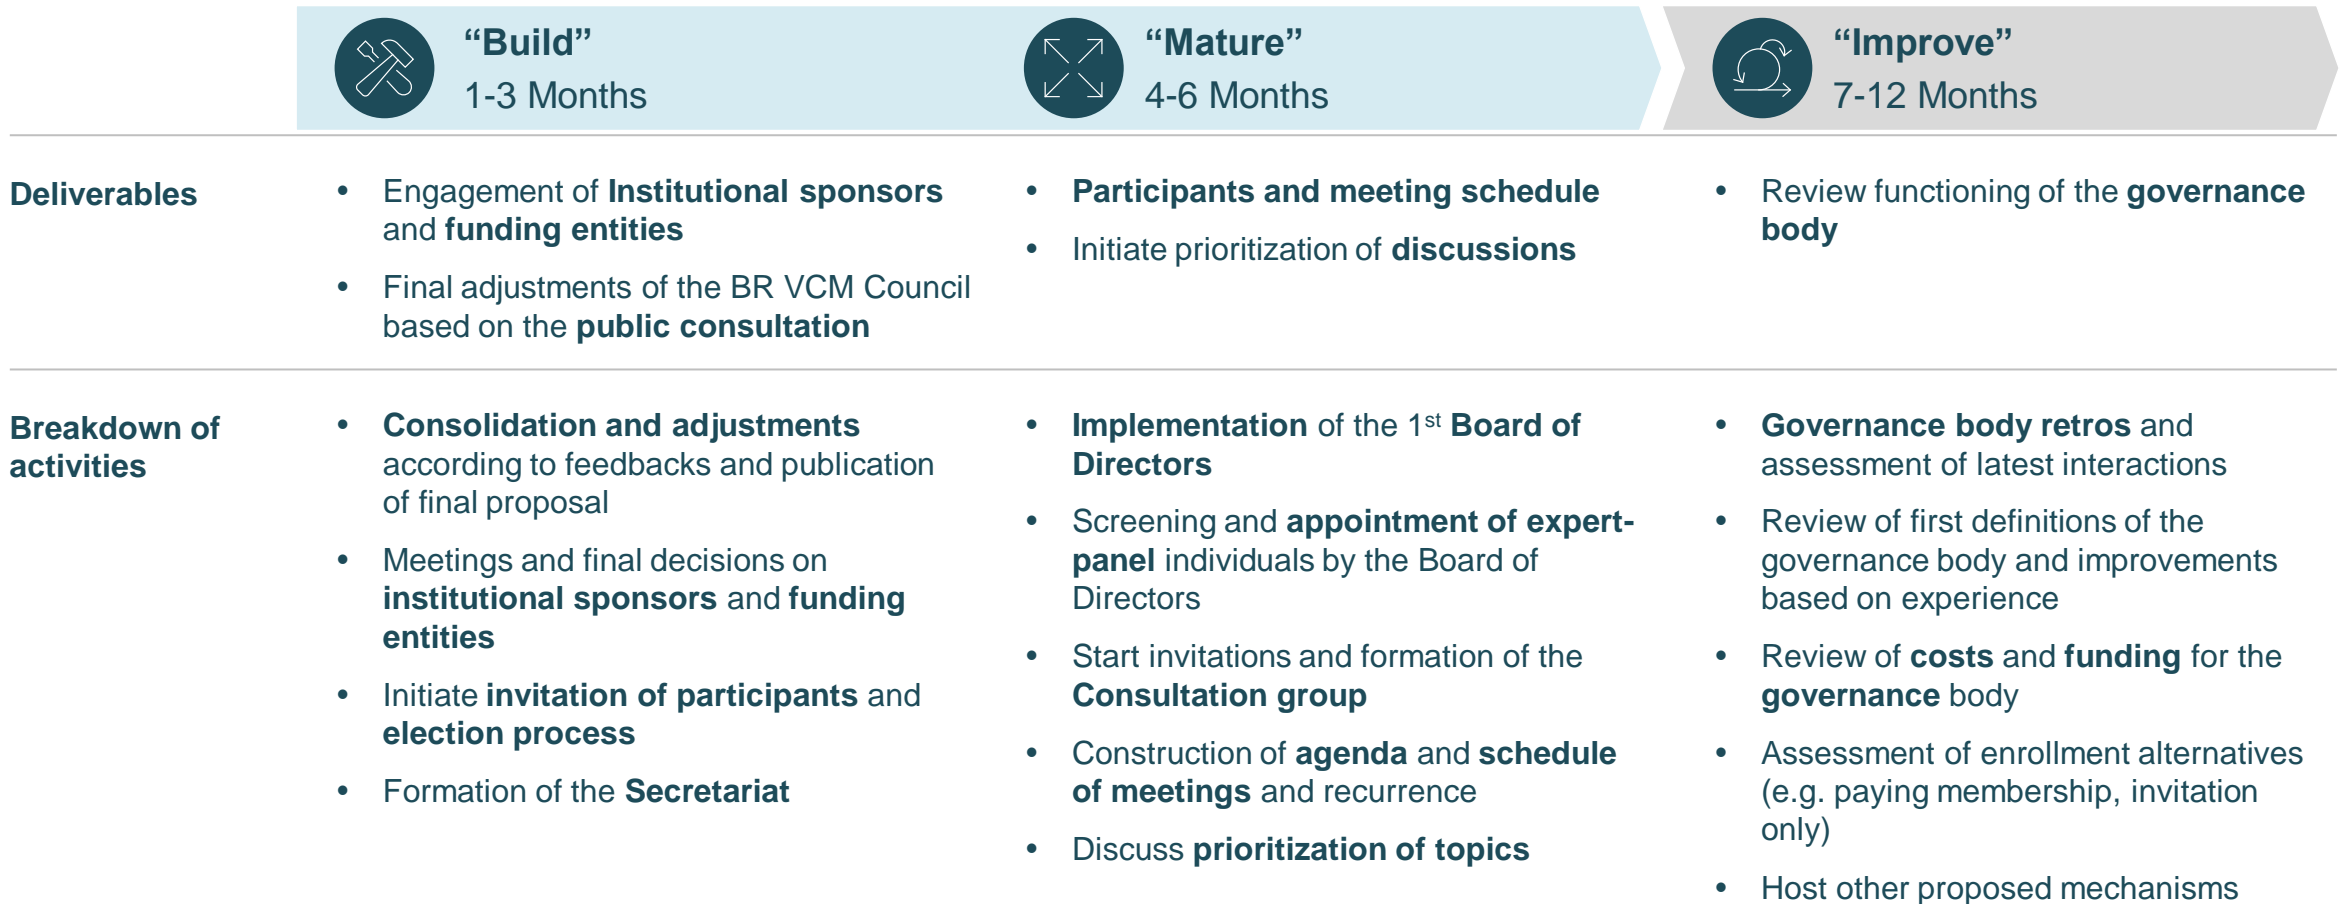 “Build”
1-3 Months
“Mature”
4-6 Months
“Improve”
7-12 Months
Deliverables
• Engagement of Institutional sponsors
and funding entities
• Final adjustments of the BR VCM Council
based on the public consultation
• Participants and meeting schedule
• Initiate prioritization of discussions
• Review functioning of the governance
body
Breakdown of
activities
• Consolidation and adjustments
according to feedbacks and publication
of final proposal
• Meetings and final decisions on
institutional sponsors and funding
entities
• Initiate invitation of participants and
election process
• Formation of the Secretariat
• Implementation of the 1st Board of
Directors
• Screening and appointment of expert-
panel individuals by the Board of
Directors
• Start invitations and formation of the
Consultation group
• Construction of agenda and schedule
of meetings and recurrence
• Discuss prioritization of topics
• Governance body retros and
assessment of latest interactions
• Review of first definitions of the
governance body and improvements
based on experience
• Review of costs and funding for the
governance body
• Assessment of enrollment alternatives
(e.g. paying membership, invitation
only)
• Host other proposed mechanisms